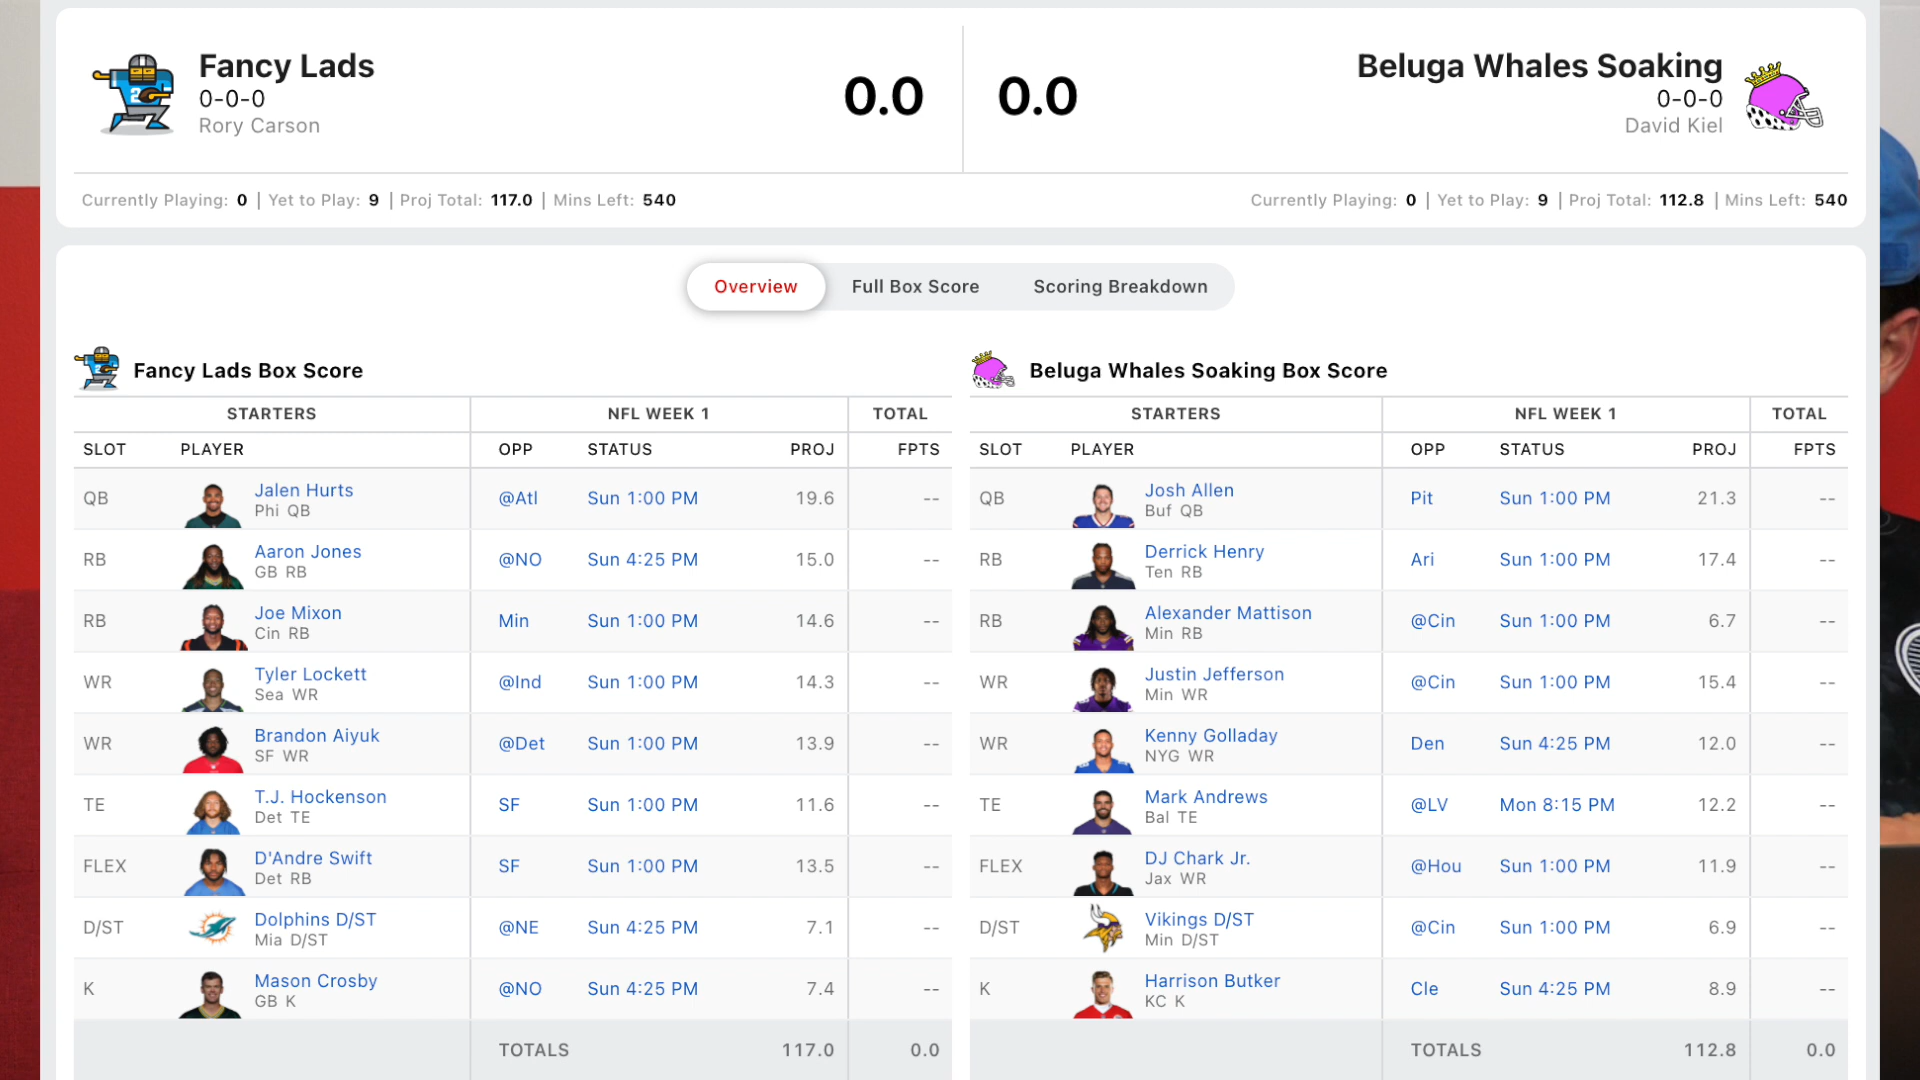 Fancy Lads
0-0-0
Rory Carson
0.0
0.0
Beluga Whales Soaking
0-0-0
David Kiel
Currently Playing: 0 | Yet to Play: 9 | Proj Total: 117.0 | Mins Left: 540
Currently Playing: 0 | Yet to Play: 9 | Proj Total: 112.8 | Mins Left: 540
Overview Full Box Score Scoring Breakdown
Fancy Lads Box Score
STARTERS NFL WEEK 1 TOTAL
SLOT PLAYER OPP STATUS PROJ FPTS
QB Jalen Hurts @Atl Sun 1:00 PM 19.6 --
Phi QB
RB Aaron Jones @NO Sun 4:25 PM 15.0 --
GB RB
RB Joe Mixon Min Sun 1:00 PM 14.6 --
Cin RB
WR Tyler Lockett @Ind Sun 1:00 PM 14.3 --
Sea WR
WR Brandon Aiyuk @Det Sun 1:00 PM 13.9 --
SF WR
TE T.J. Hockenson SF Sun 1:00 PM 11.6 --
Det TE
FLEX D'Andre Swift SF Sun 1:00 PM 13.5 --
Det RB
D/ST Dolphins D/ST @NE Sun 4:25 PM 7.1 --
Mia D/ST
K Mason Crosby @NO Sun 4:25 PM 7.4 --
GB K
TOTALS 117.0 0.0
Beluga Whales Soaking Box Score
STARTERS NFL WEEK 1 TOTAL
SLOT PLAYER OPP STATUS PROJ FPTS
QB Josh Allen Pit Sun 1:00 PM 21.3 --
Buf QB
RB Derrick Henry Ari Sun 1:00 PM 17.4 --
Ten RB
RB Alexander Mattison @Cin Sun 1:00 PM 6.7 --
Min RB
WR Justin Jefferson @Cin Sun 1:00 PM 15.4 --
Min WR
WR Kenny Golladay Den Sun 4:25 PM 12.0 --
NYG WR
TE Mark Andrews @LV Mon 8:15 PM 12.2 --
Bal TE
FLEX DJ Chark Jr. @Hou Sun 1:00 PM 11.9 --
Jax WR
D/ST Vikings D/ST @Cin Sun 1:00 PM 6.9 --
Min D/ST
K Harrison Butker Cle Sun 4:25 PM 8.9 --
KC K
TOTALS 112.8 0.0